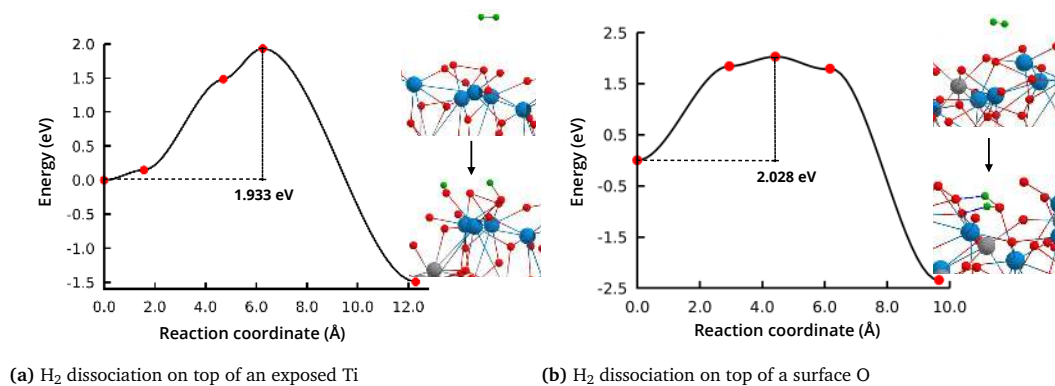 a)
2.0
1.5
1.0
0.5
0.0
-0.5
-1.0
-1.5
Energy (eV)
1.933 eV
0.0 2.0 4.0 6.0 8.0 10.0 12.0
Reaction coordinate (Å)
b)
2.5
1.5
0.5
-0.5
-1.5
-2.5
Energy (eV)
2.028 eV
0.0 2.0 4.0 6.0 8.0 10.0
Reaction coordinate (Å)
(a) H₂ dissociation on top of an exposed Ti
(b) H₂ dissociation on top of a surface O